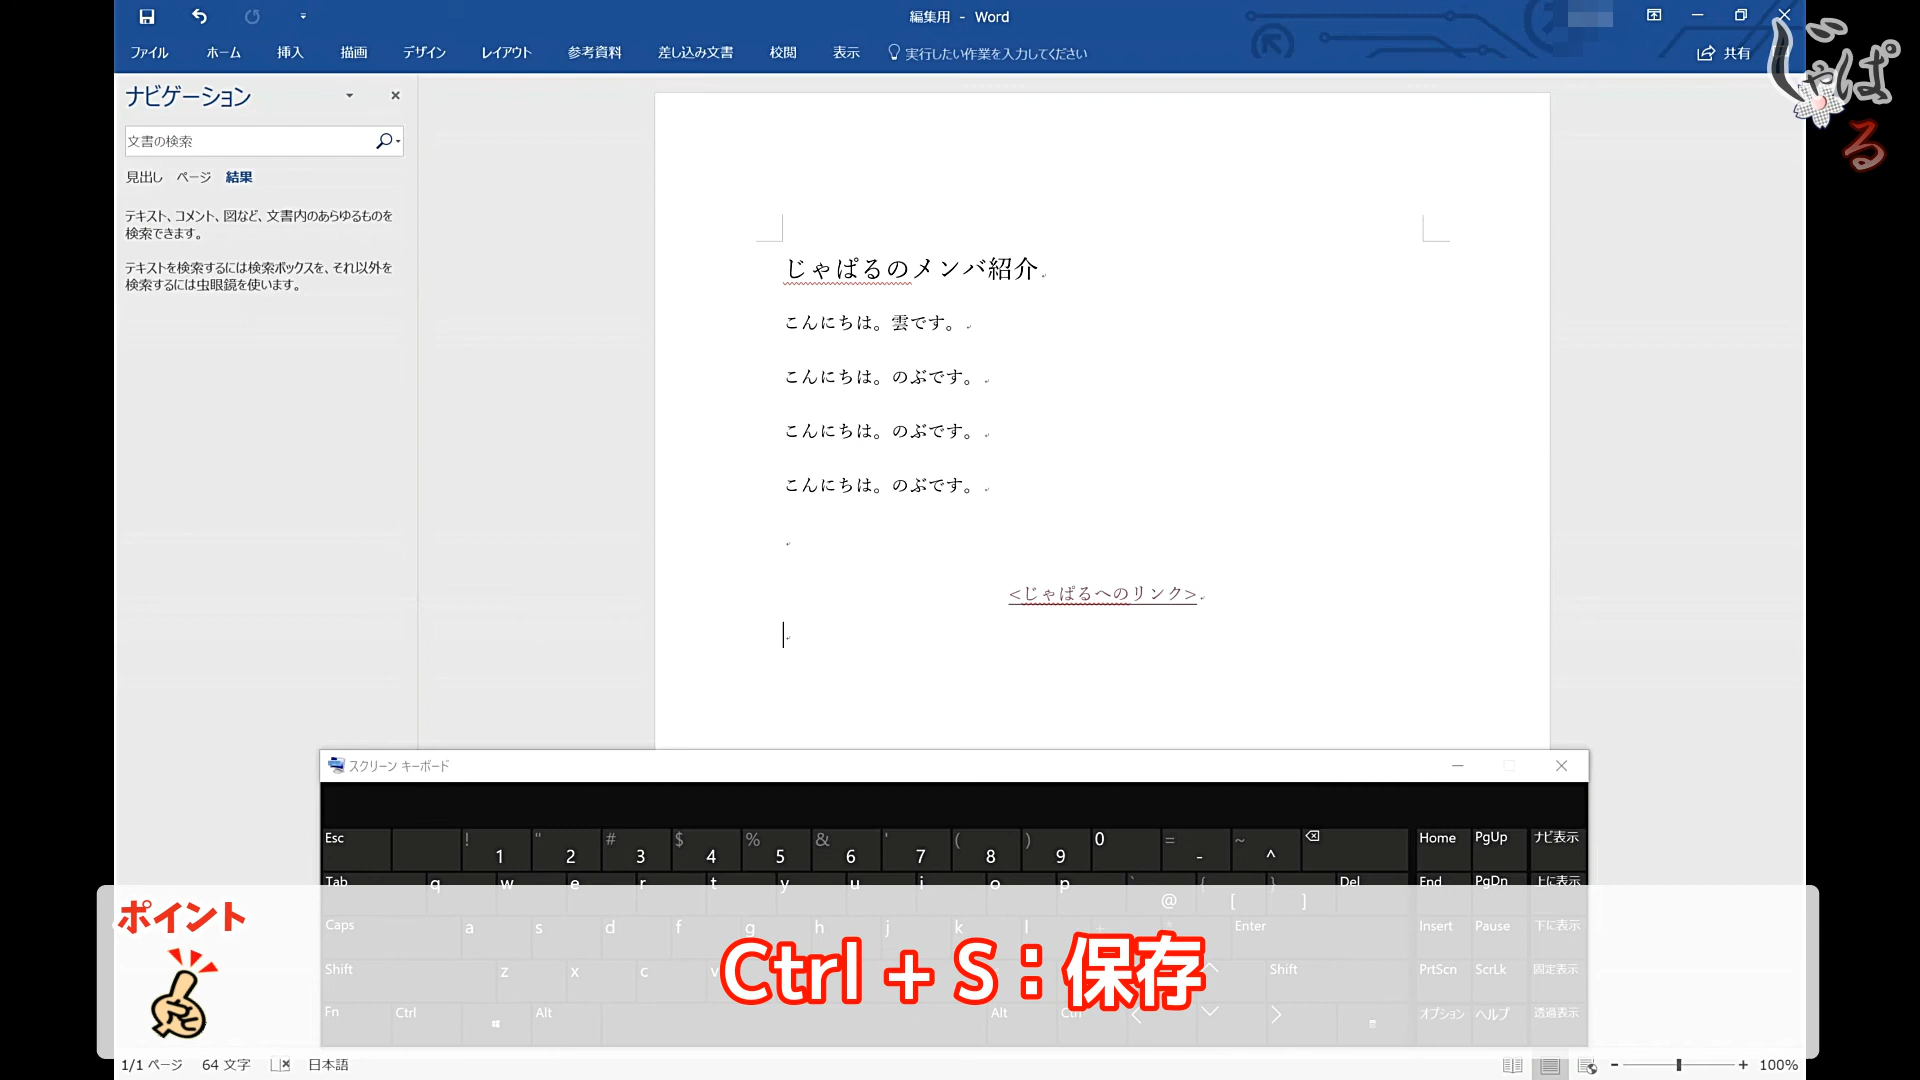 編集用 - Word
ファイル ホーム 挿入 描画 デザイン レイアウト 参考資料 差し込み文書 校閲 表示 実行したい作業を入力してください 共有
じゃぱる
ナビゲーション
文書の検索
見出し ページ 結果
テキスト、コメント、図など、文書内のあらゆるものを
検索できます。
テキストを検索するには検索ボックスを、それ以外を
検索するには虫眼鏡を使います。
じゃぱるのメンバ紹介
こんにちは。雲です。
こんにちは。のぶです。
こんにちは。のぶです。
こんにちは。のぶです。
<じゃぱるへのリンク>
スクリーン キーボード
Esc ! 1 " 2 # 3 $ 4 % 5 & 6 ' 7 ( 8 ) 9 0 = - ~ ^ Home PgUp ナビ表示
Tab q w e r t y u i o p ` @ { [ } ] Del End PgDn 上に表示
Caps a s d f g h j k l + * Enter Insert Pause 下に表示
Shift z x c v Shift PrtScn ScrLk 固定表示
Fn Ctrl Alt Alt Ctrl オプション ヘルプ 透過表示
ポイント
Ctrl + S：保存
1/1 ページ 64 文字 日本語 100%